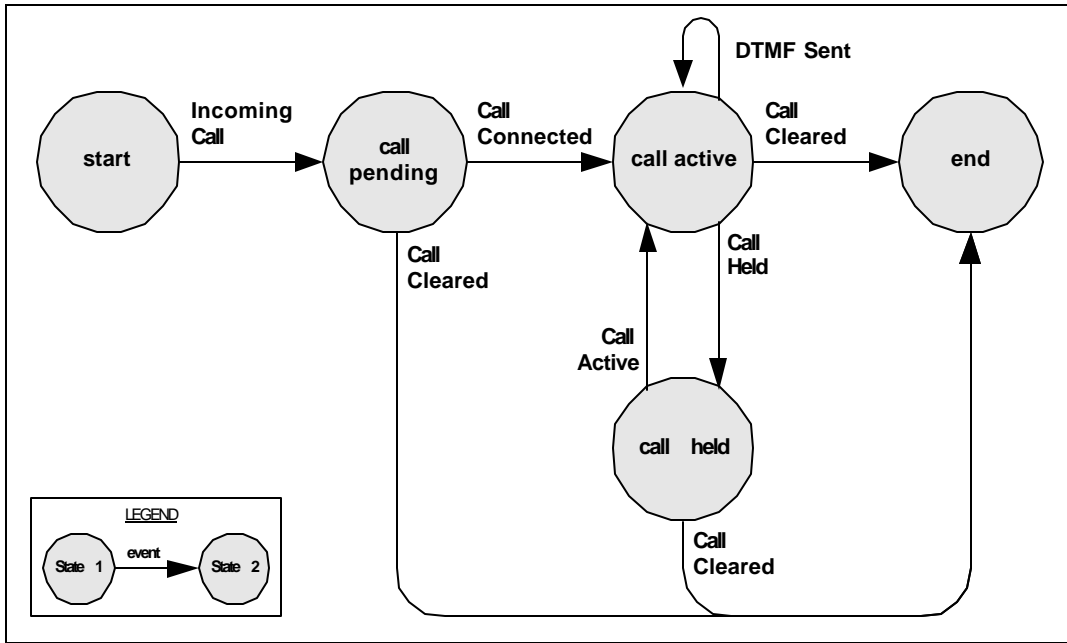 DTMF Sent
Incoming
Call
Call
Connected
Call
Cleared
start
call
pending
call active
end
Call
Cleared
Call
Held
Call
Active
call held
Call
Cleared
LEGEND
State 1
event
State 2